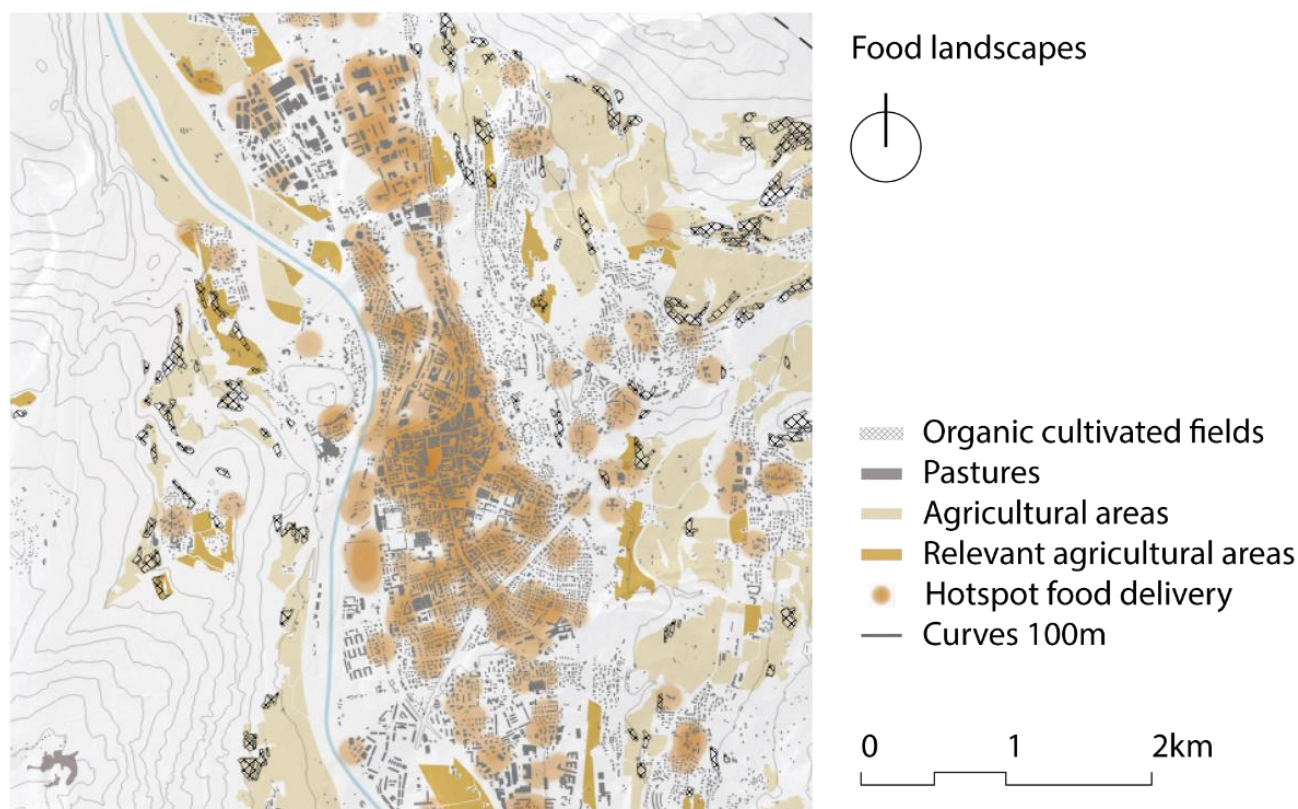 Food landscapes
Organic cultivated fields
Pastures
Agricultural areas
Relevant agricultural areas
Hotspot food delivery
Curves 100m
0 1 2km